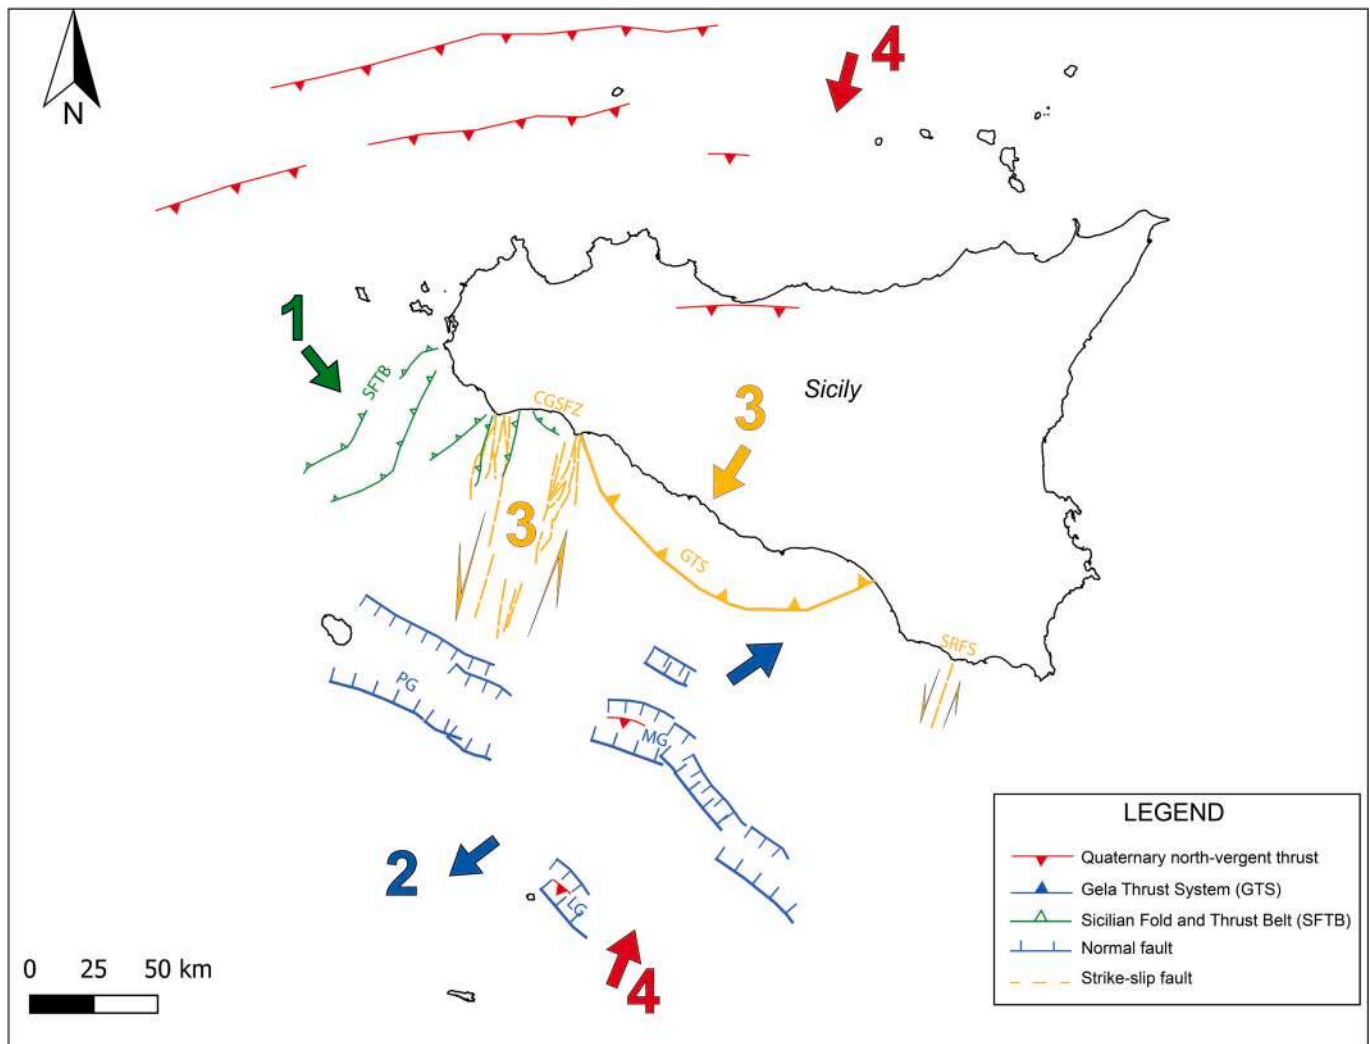 4
N
1
SFTB
CGSFZ
3
Sicily
3
GTS
SRFS
PG
MG
2
LG
4
0 25 50 km
LEGEND
Quaternary north-vergent thrust
Gela Thrust System (GTS)
Sicilian Fold and Thrust Belt (SFTB)
Normal fault
Strike-slip fault